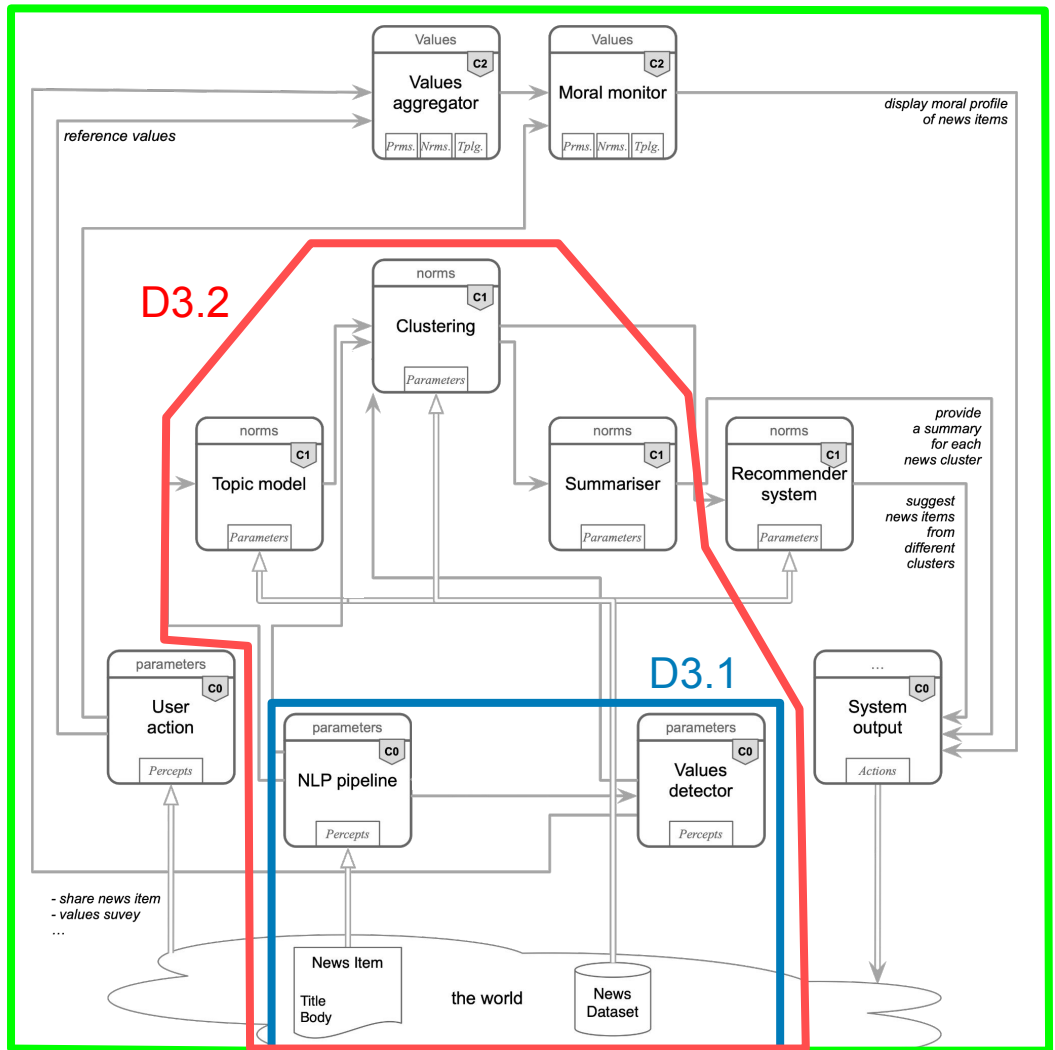 Values
C2
Values
aggregator
Prms. Nrms. Tplg.
Values
C2
Moral monitor
Prms. Nrms. Tplg.
display moral profile
of news items
reference values
D3.2
norms
C1
Clustering
Parameters
norms
C1
Topic model
Parameters
norms
C1
Summariser
Parameters
norms
C1
Recommender
system
Parameters
provide
a summary
for each
news cluster
suggest
news items
from
different
clusters
parameters
C0
User
action
Percepts
D3.1
parameters
C0
NLP pipeline
Percepts
parameters
C0
Values
detector
Percepts
...
C0
System
output
Actions
- share news item
- values suvey
...
News Item
Title
Body
the world
News
Dataset